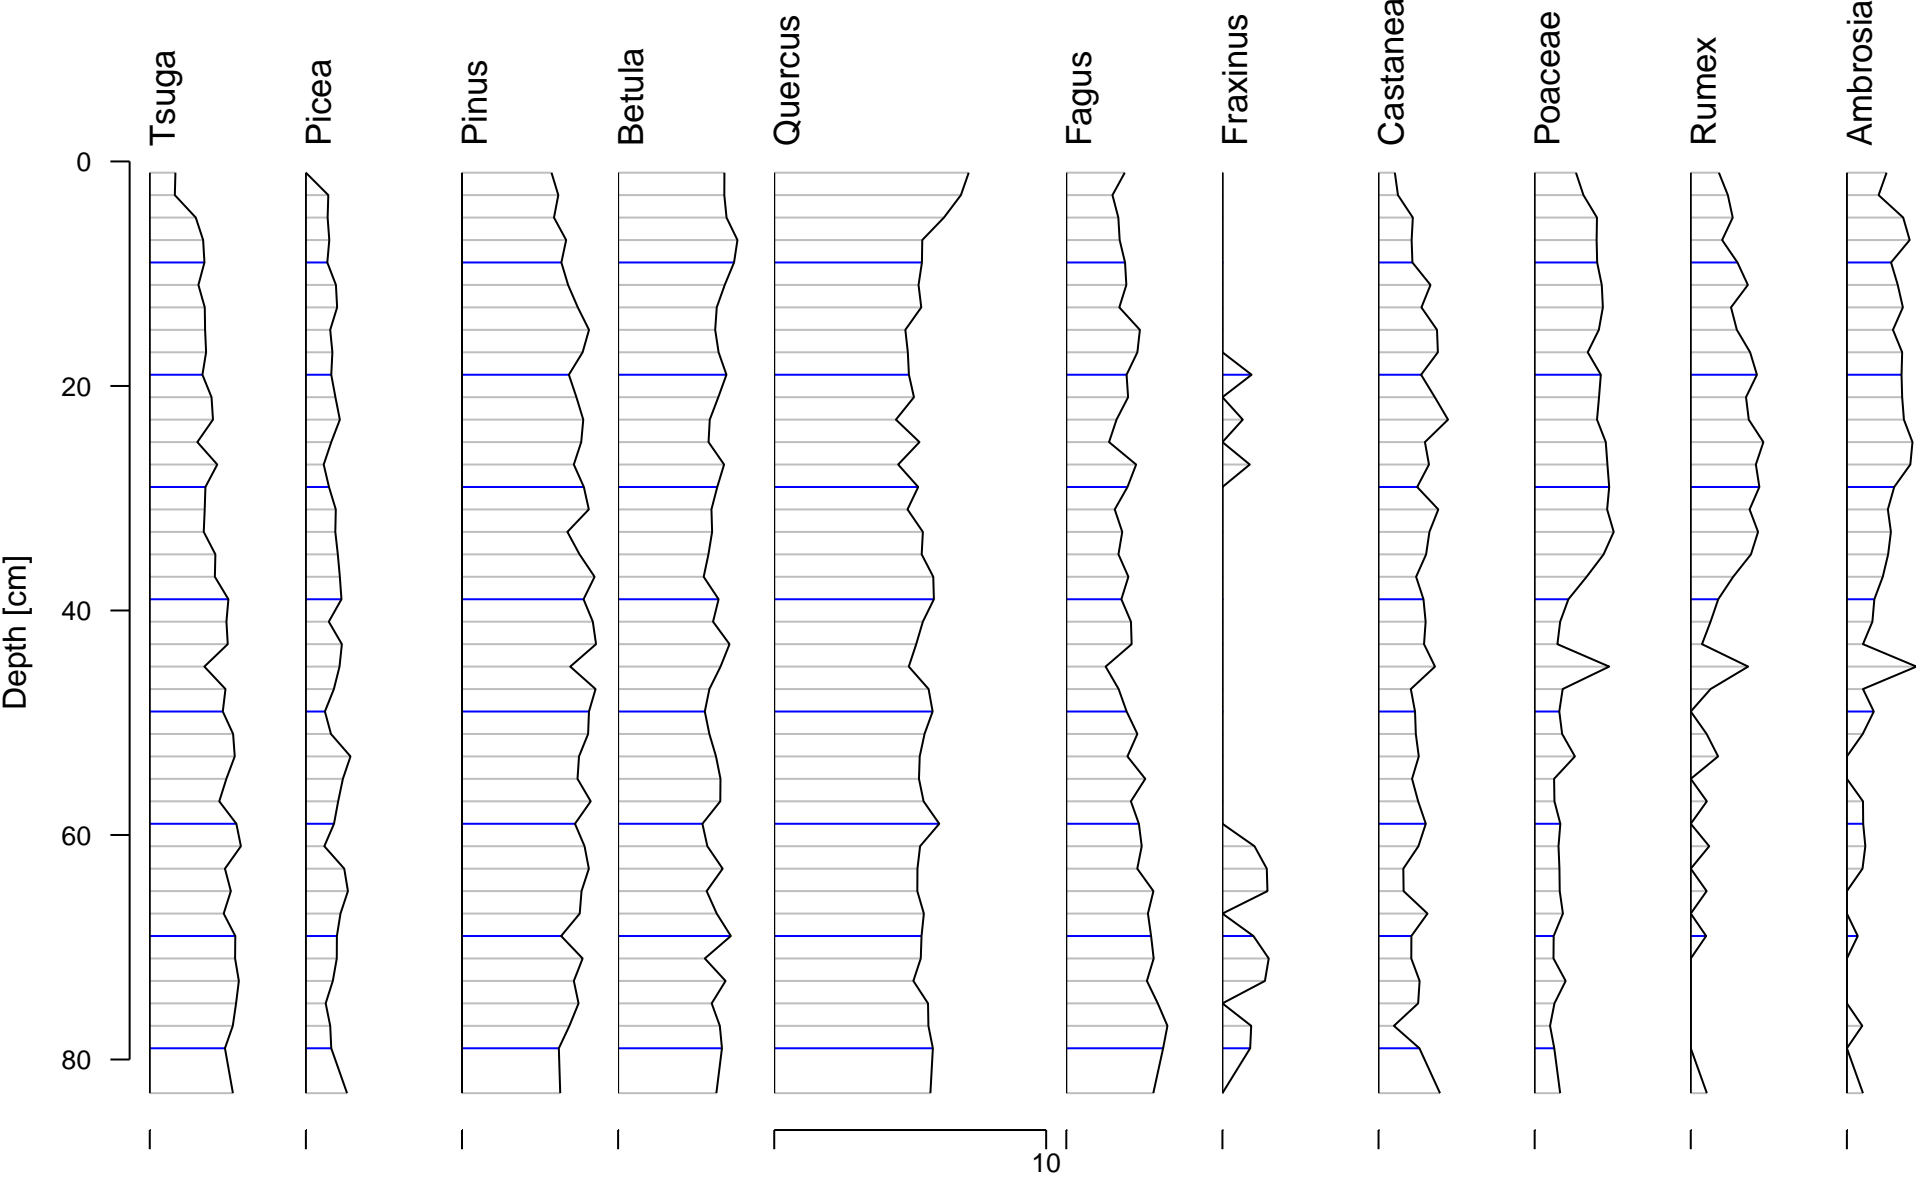 Tsuga
Picea
Pinus
Betula
Quercus
Fagus
Fraxinus
Castanea
Poaceae
Rumex
Ambrosia
Depth [cm]
0
20
40
60
80
10